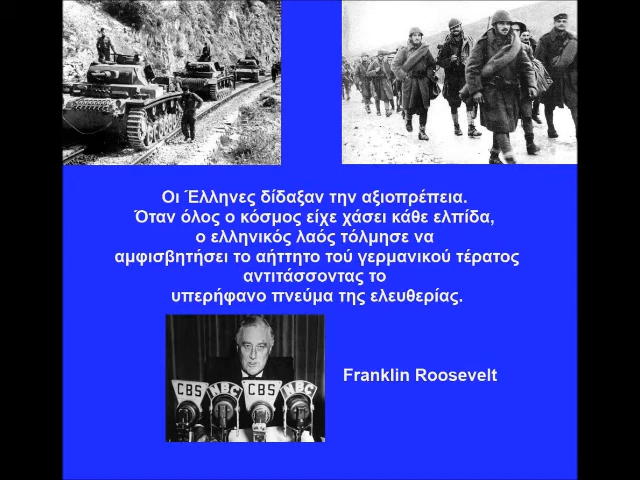 Οι Έλληνες δίδαξαν την αξιοπρέπεια.
Όταν όλος ο κόσμος είχε χάσει κάθε ελπίδα,
ο ελληνικός λαός τόλμησε να
αμφισβητήσει το αήττητο τού γερμανικού τέρατος
αντιτάσσοντας το
υπερήφανο πνεύμα της ελευθερίας.
Franklin Roosevelt
CBS NBC CBS NBC